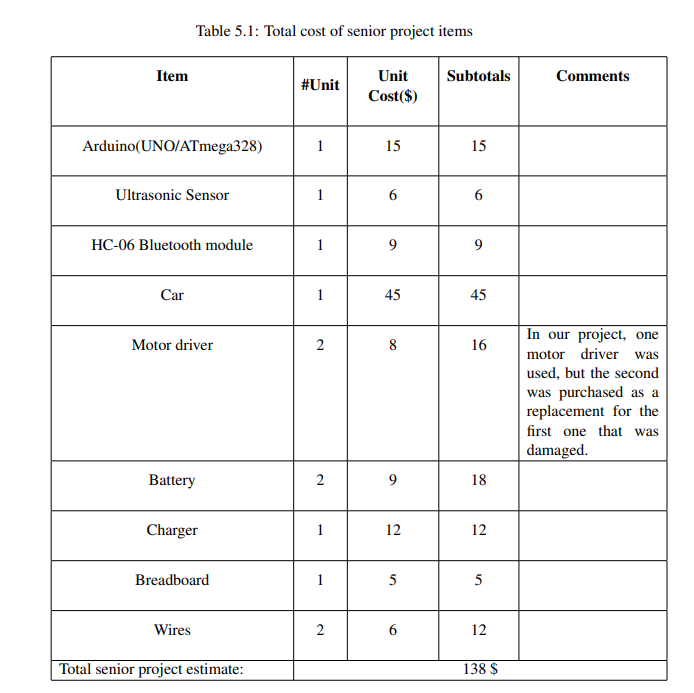 Table 5.1: Total cost of senior project items
Item #Unit Unit Cost($) Subtotals Comments
Arduino(UNO/ATmega328) 1 15 15
Ultrasonic Sensor 1 6 6
HC-06 Bluetooth module 1 9 9
Car 1 45 45
Motor driver 2 8 16
In our project, one
motor driver was
used, but the second
was purchased as a
replacement for the
first one that was
damaged.
Battery 2 9 18
Charger 1 12 12
Breadboard 1 5 5
Wires 2 6 12
Total senior project estimate: 138 $